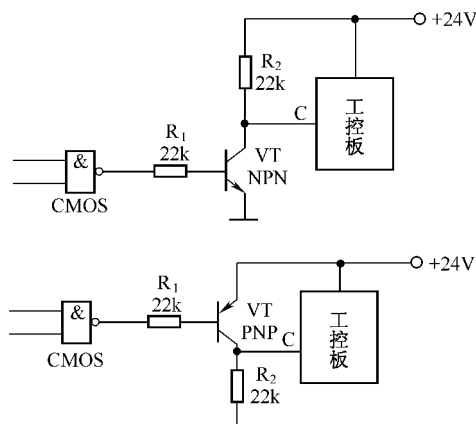 +24V
R₂
22k
工控板
C
R₁
22k
VT
NPN
&
CMOS
+24V
R₁
22k
VT
PNP
&
CMOS
C
工控板
R₂
22k